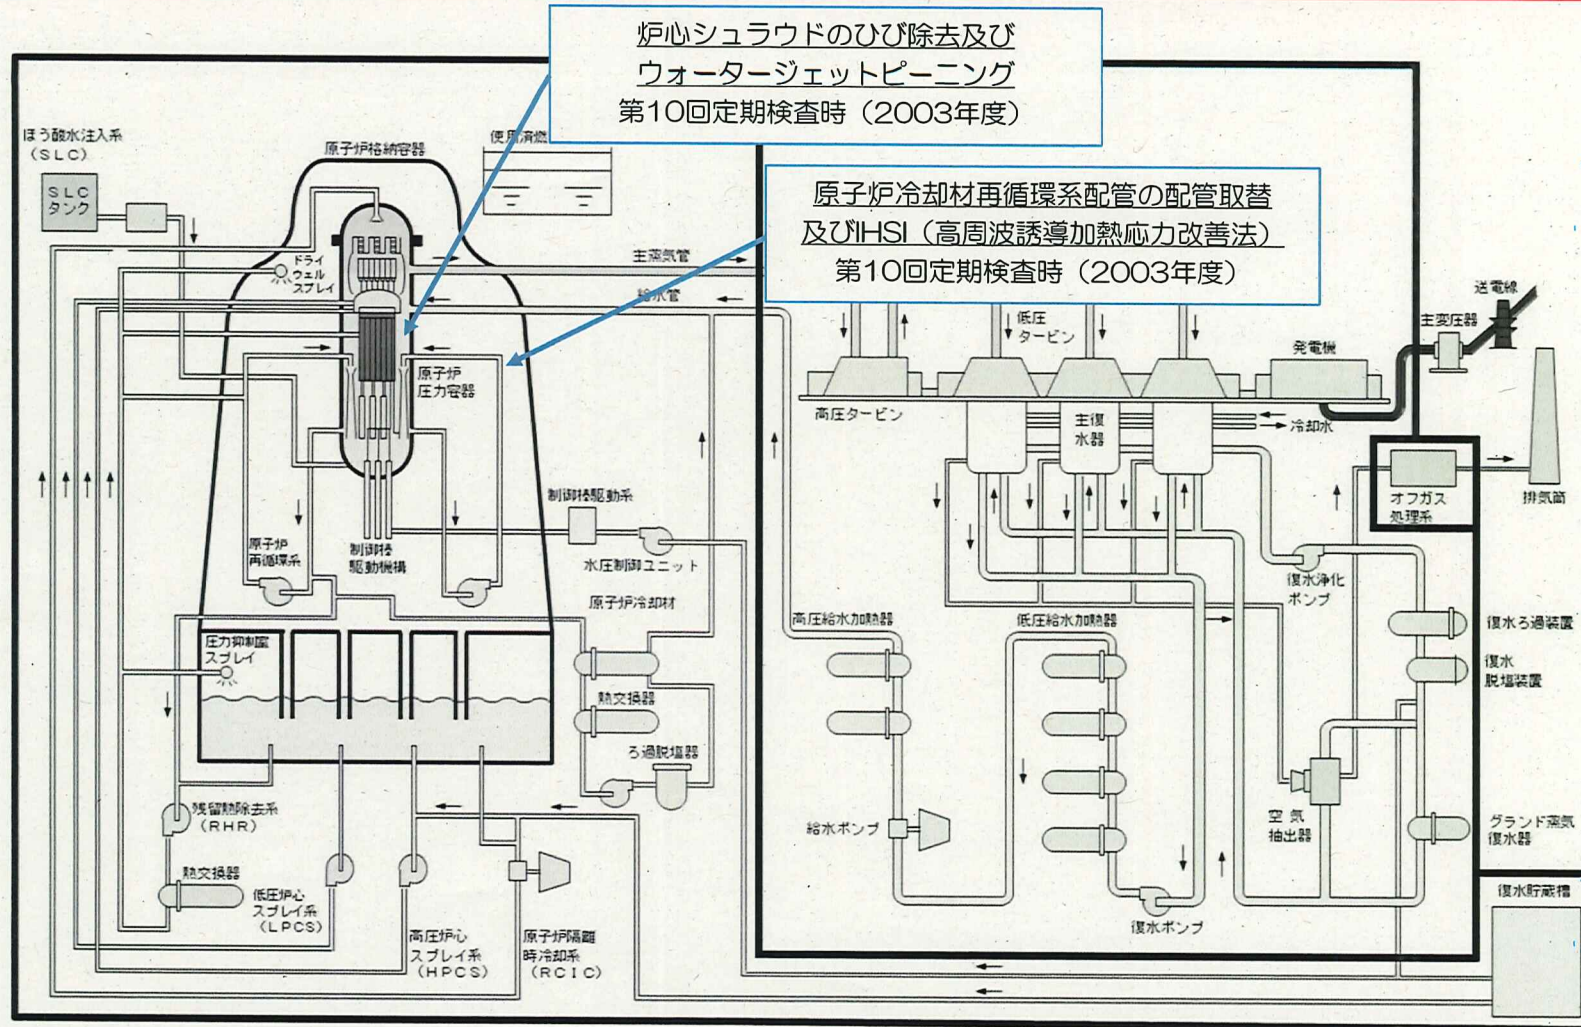 炉心シュラウドのひび除去及び
ウォータージェットピーニング
第10回定期検査時（2003年度）
原子炉冷却材再循環系配管の配管取替
及びIHSI（高周波誘導加熱応力改善法）
第10回定期検査時（2003年度）
ほう酸水注入系
（SLC）
SLC
タンク
原子炉格納容器
使用済燃
ドライ
ウェル
スプレイ
主蒸気管
給水管
原子炉
圧力容器
低圧
タービン
高圧タービン
発電機
主変圧器
送電線
主復
水器
冷却水
オフガス
処理系
排気筒
原子炉
再循環系
制御棒
駆動機構
制御棒駆動系
水圧制御ユニット
原子炉冷却材
熱交換器
ろ過脱塩器
圧力抑制室
スプレイ
高圧給水加熱器
低圧給水加熱器
復水浄化
ポンプ
復水ろ過装置
復水
脱塩装置
残留熱除去系
（RHR）
熱交換器
低圧炉心
スプレイ系
（LPCS）
高圧炉心
スプレイ系
（HPCS）
原子炉隔離
時冷却系
（RCIC）
給水ポンプ
復水ポンプ
空気
抽出器
グランド蒸気
復水器
復水貯蔵槽